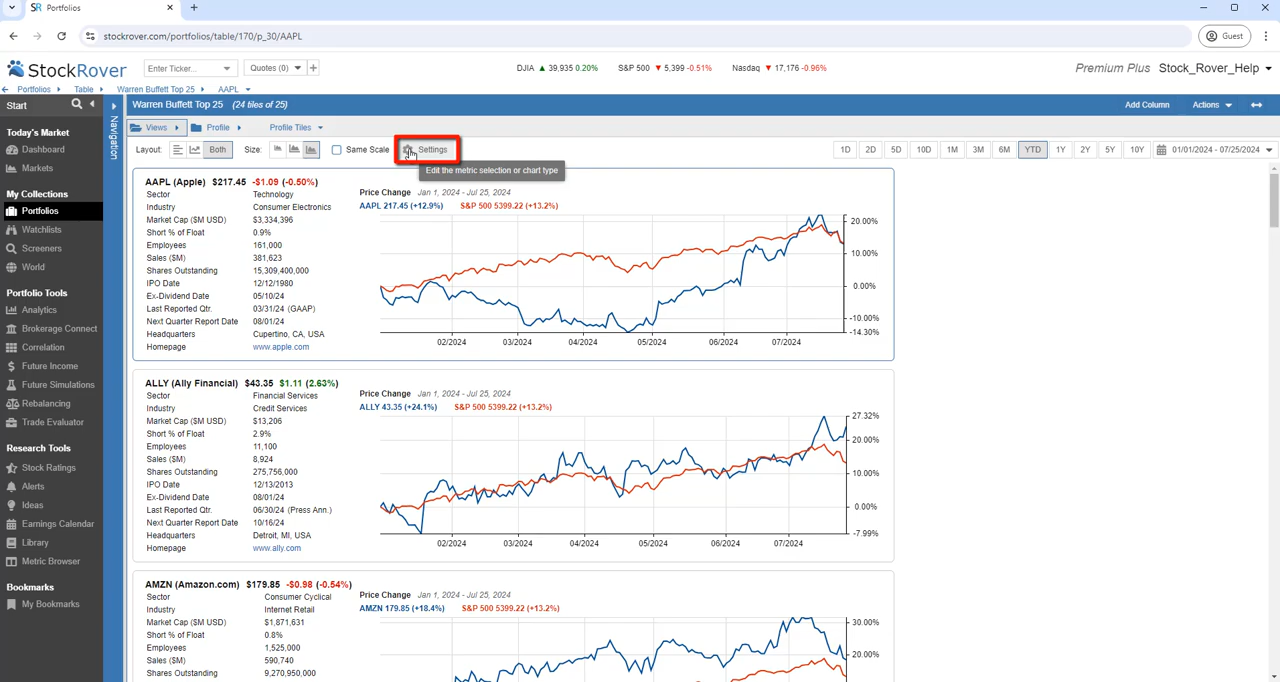 Portfolios
stockrover.com/portfolios/table/170/p_30/AAPL
Guest
StockRover
Enter Ticker...
Quotes (0)
DJIA ▲ 39,935 0.20% S&P 500 ▼ 5,399 -0.51% Nasdaq ▼ 17,176 -0.96%
Premium Plus Stock_Rover_Help
Portfolios Table Warren Buffett Top 25 AAPL
Start
Navigation
Warren Buffett Top 25 (24 tiles of 25)
Add Column Actions
Views Profile Profile Tiles
Layout: Both Size: Same Scale Settings
1D 2D 5D 10D 1M 3M 6M YTD 1Y 2Y 5Y 10Y 01/01/2024 - 07/25/2024
Edit the metric selection or chart type
Today's Market
Dashboard
Markets
My Collections
Portfolios
Watchlists
Screeners
World
Portfolio Tools
Analytics
Brokerage Connect
Correlation
Future Income
Future Simulations
Rebalancing
Trade Evaluator
Research Tools
Stock Ratings
Alerts
Ideas
Earnings Calendar
Library
Metric Browser
Bookmarks
My Bookmarks
AAPL (Apple) $217.45 -$1.09 (-0.50%)
Sector Technology
Industry Consumer Electronics
Market Cap ($M USD) $3,334,396
Short % of Float 0.9%
Employees 161,000
Sales ($M) 381,623
Shares Outstanding 15,309,400,000
IPO Date 12/12/1980
Ex-Dividend Date 05/10/24
Last Reported Qtr. 03/31/24 (GAAP)
Next Quarter Report Date 08/01/24
Headquarters Cupertino, CA, USA
Homepage www.apple.com
Price Change Jan 1, 2024 - Jul 25, 2024
AAPL 217.45 (+12.9%) S&P 500 5399.22 (+13.2%)
20.00%
10.00%
0.00%
-10.00%
-14.30%
02/2024 03/2024 04/2024 05/2024 06/2024 07/2024
ALLY (Ally Financial) $43.35 $1.11 (2.63%)
Sector Financial Services
Industry Credit Services
Market Cap ($M USD) $13,206
Short % of Float 2.9%
Employees 11,100
Sales ($M) 8,924
Shares Outstanding 275,756,000
IPO Date 12/13/2013
Ex-Dividend Date 08/01/24
Last Reported Qtr. 06/30/24 (Press Ann.)
Next Quarter Report Date 10/16/24
Headquarters Detroit, MI, USA
Homepage www.ally.com
Price Change Jan 1, 2024 - Jul 25, 2024
ALLY 43.35 (+24.1%) S&P 500 5399.22 (+13.2%)
27.32%
20.00%
10.00%
0.00%
-7.99%
02/2024 03/2024 04/2024 05/2024 06/2024 07/2024
AMZN (Amazon.com) $179.85 -$0.98 (-0.54%)
Sector Consumer Cyclical
Industry Internet Retail
Market Cap ($M USD) $1,871,631
Short % of Float 0.8%
Employees 1,525,000
Sales ($M) 590,740
Shares Outstanding 9,270,950,000
Price Change Jan 1, 2024 - Jul 25, 2024
AMZN 179.85 (+18.4%) S&P 500 5399.22 (+13.2%)
30.00%
20.00%